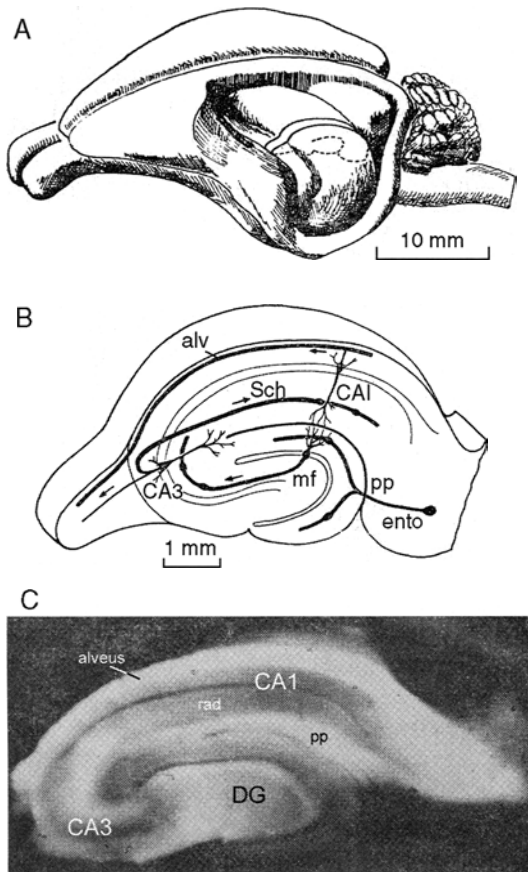 A
10 mm
B
alv
Sch
CAI
CA3
mf
pp
ento
1 mm
C
alveus
CA1
rad
pp
DG
CA3